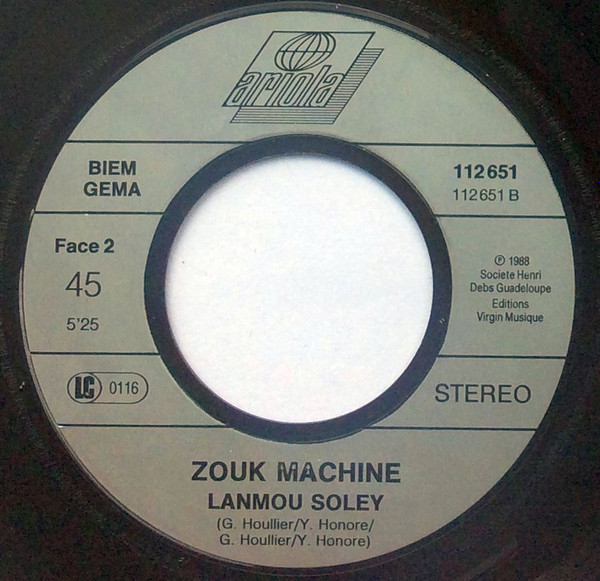 ariola
BIEM
GEMA
112 651
112 651 B
Face 2
45
5'25
℗ 1988
Societe Henri
Debs Guadeloupe
Editions
Virgin Musique
LC 0116
STEREO
ZOUK MACHINE
LANMOU SOLEY
(G. Houllier/Y. Honore/
G. Houllier/Y. Honore)